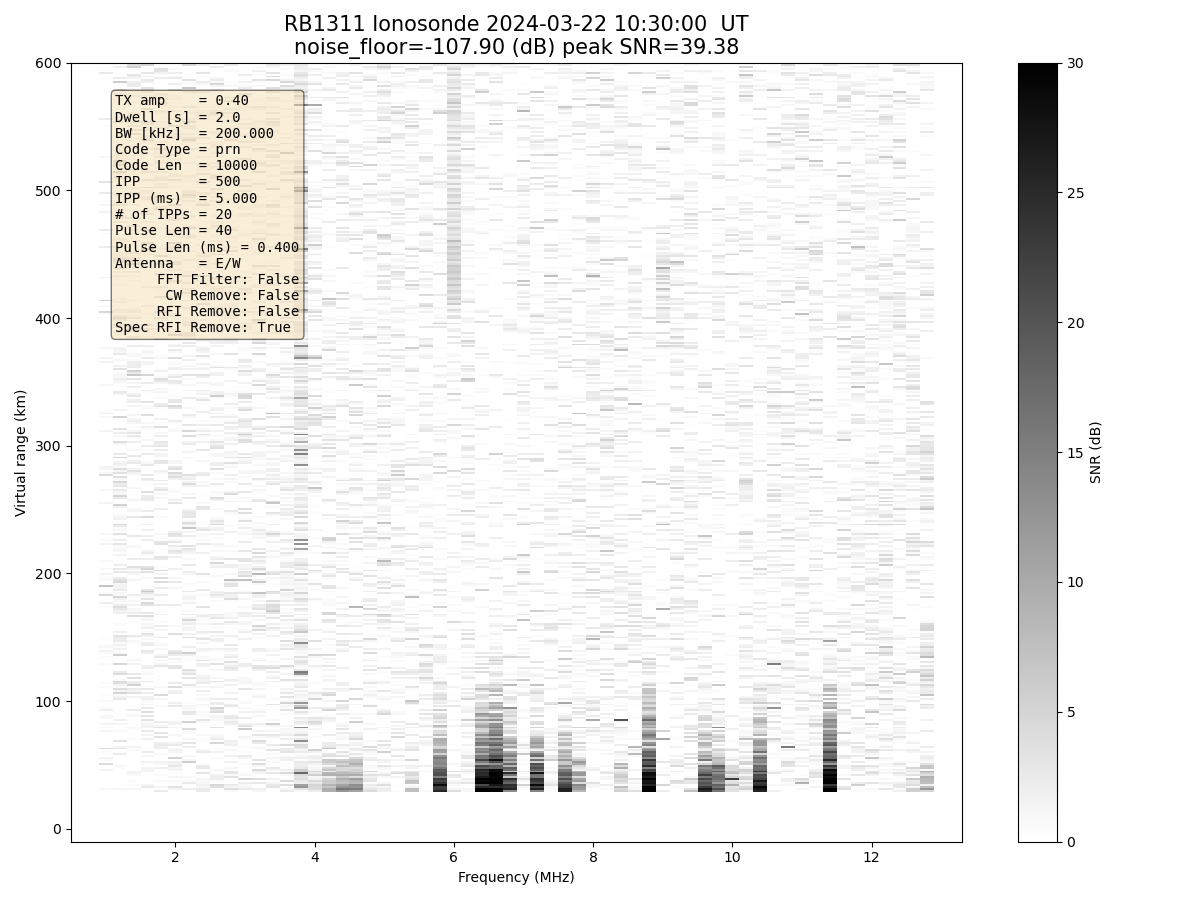 RB1311 Ionosonde 2024-03-22 10:30:00 UT
noise_floor=-107.90 (dB) peak SNR=39.38
TX amp = 0.40
Dwell [s] = 2.0
BW [kHz] = 200.000
Code Type = prn
Code Len = 10000
IPP = 500
IPP (ms) = 5.000
# of IPPs = 20
Pulse Len = 40
Pulse Len (ms) = 0.400
Antenna = E/W
FFT Filter: False
CW Remove: False
RFI Remove: False
Spec RFI Remove: True
600
500
400
300
200
100
0
Virtual range (km)
2 4 6 8 10 12
Frequency (MHz)
30
25
20
15
10
5
0
SNR (dB)